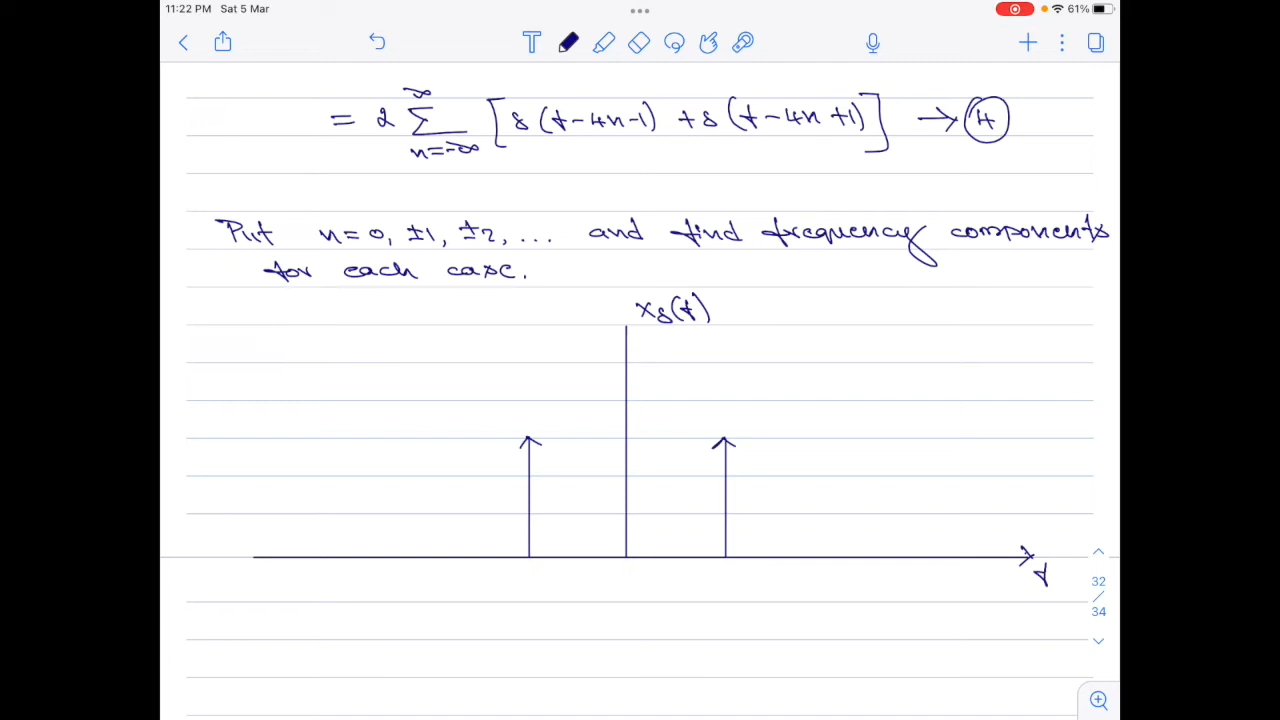 11:22 PM Sat 5 Mar
61%
= 2 ∞ Σ n=-∞ [δ(f-4n-1) + δ(f-4n+1)] → 4
Put n=0, ±1, ±2, ... and find frequency components
for each case.
Xδ(f)
f
32
/
34